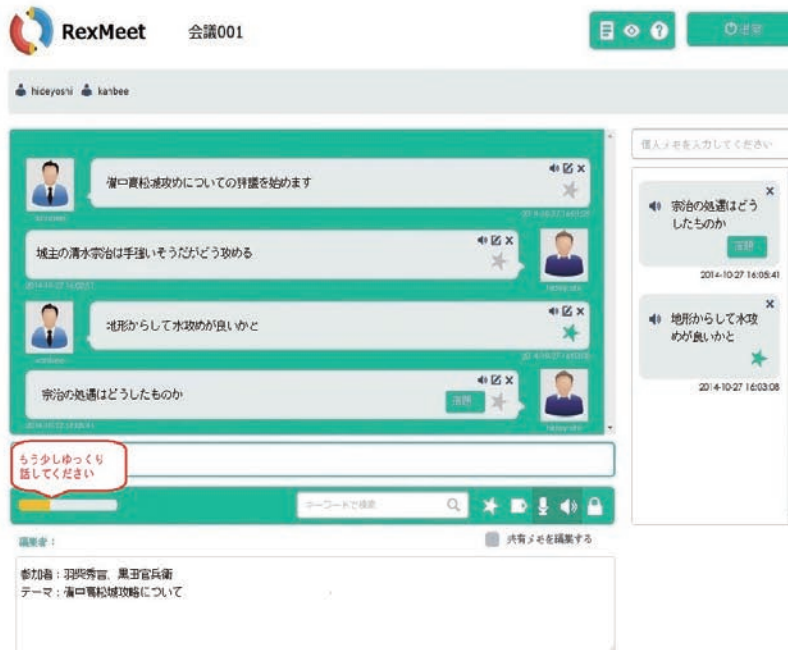 RexMeet 会議001
hideyoshi kanbee
備中高松城攻めについての評議を始めます
城主の清水宗治は手強いそうだがどう攻める
地形からして水攻めが良いかと
宗治の処遇はどうしたものか
もう少しゆっくり
話してください
キーワードで検索
編集者:
共有メモを編集する
参加者:羽柴秀吉、黒田官兵衛
テーマ:備中高松城攻略について
個人メモを入力してください
宗治の処遇はどう
したものか
2014-10-27 16:05:41
地形からして水攻
めが良いかと
2014-10-27 16:03:08